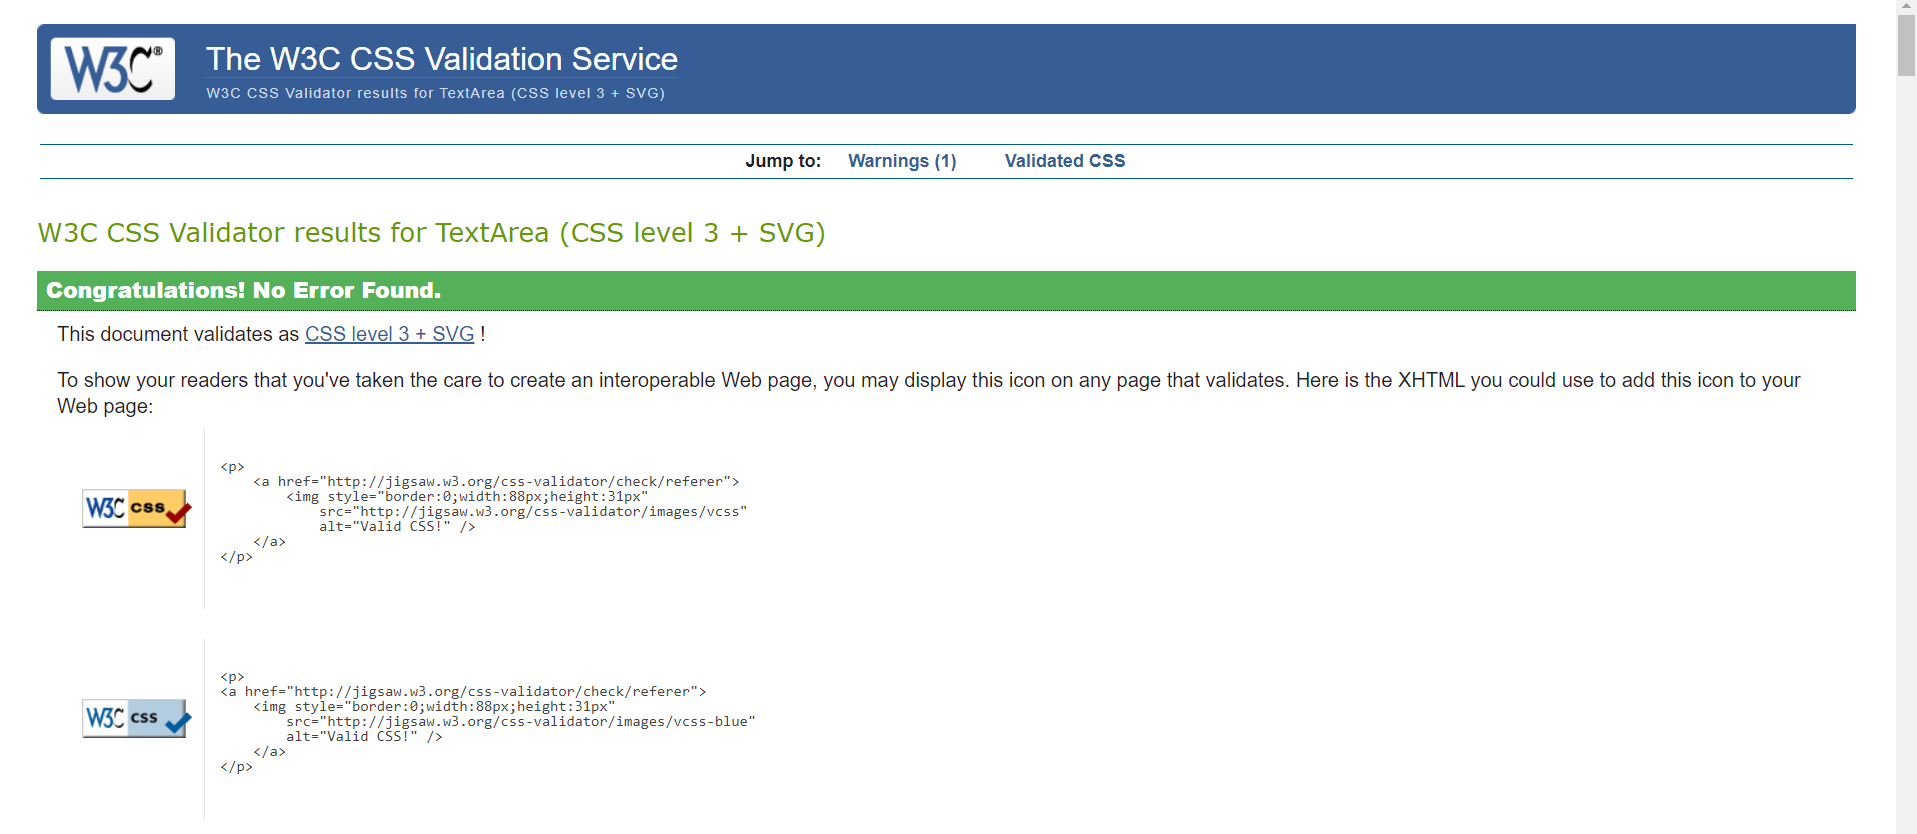 W3C®
The W3C CSS Validation Service
W3C CSS Validator results for TextArea (CSS level 3 + SVG)
Jump to: Warnings (1) Validated CSS
W3C CSS Validator results for TextArea (CSS level 3 + SVG)
Congratulations! No Error Found.
This document validates as CSS level 3 + SVG !
To show your readers that you've taken the care to create an interoperable Web page, you may display this icon on any page that validates. Here is the XHTML you could use to add this icon to your
Web page:
W3C css
<p>
    <a href="http://jigsaw.w3.org/css-validator/check/referer">
        <img style="border:0;width:88px;height:31px"
            src="http://jigsaw.w3.org/css-validator/images/vcss"
            alt="Valid CSS!" />
    </a>
</p>
W3C css
<p>
<a href="http://jigsaw.w3.org/css-validator/check/referer">
    <img style="border:0;width:88px;height:31px"
        src="http://jigsaw.w3.org/css-validator/images/vcss-blue"
        alt="Valid CSS!" />
    </a>
</p>